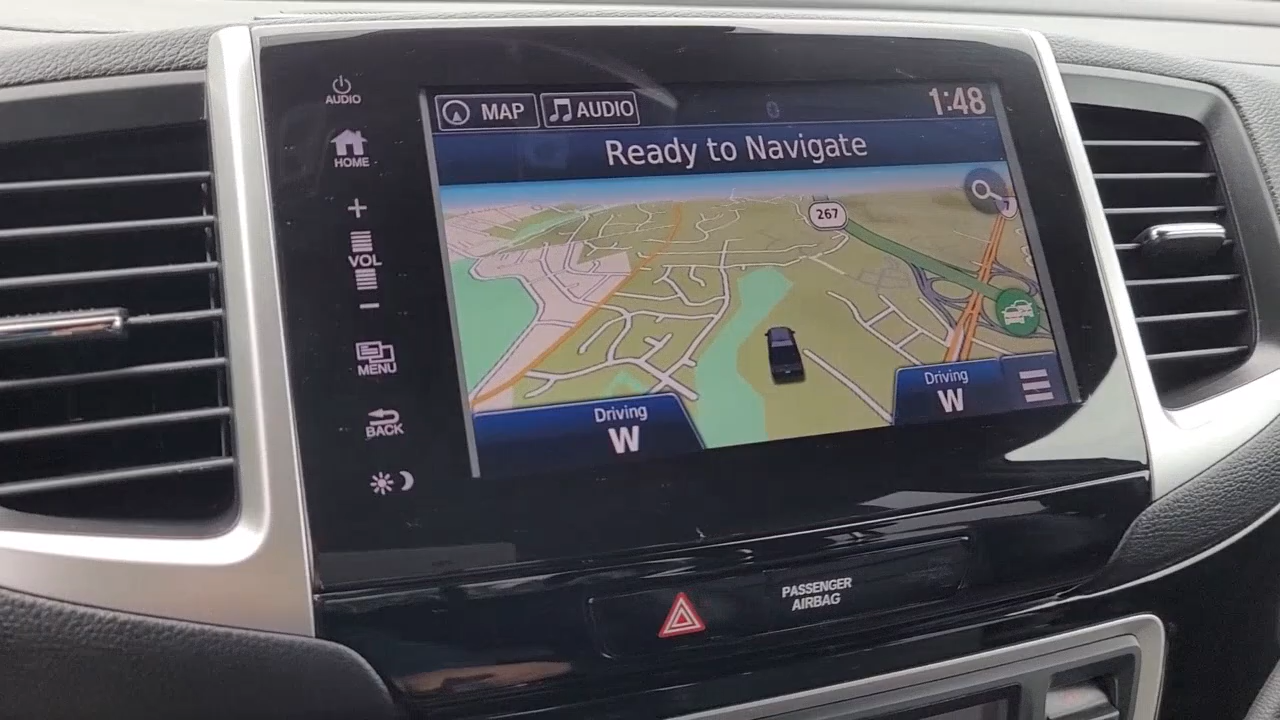 AUDIO
HOME
+
VOL
−
MENU
BACK
MAP
AUDIO
1:48
Ready to Navigate
267
Driving
W
Driving
W
PASSENGER
AIRBAG